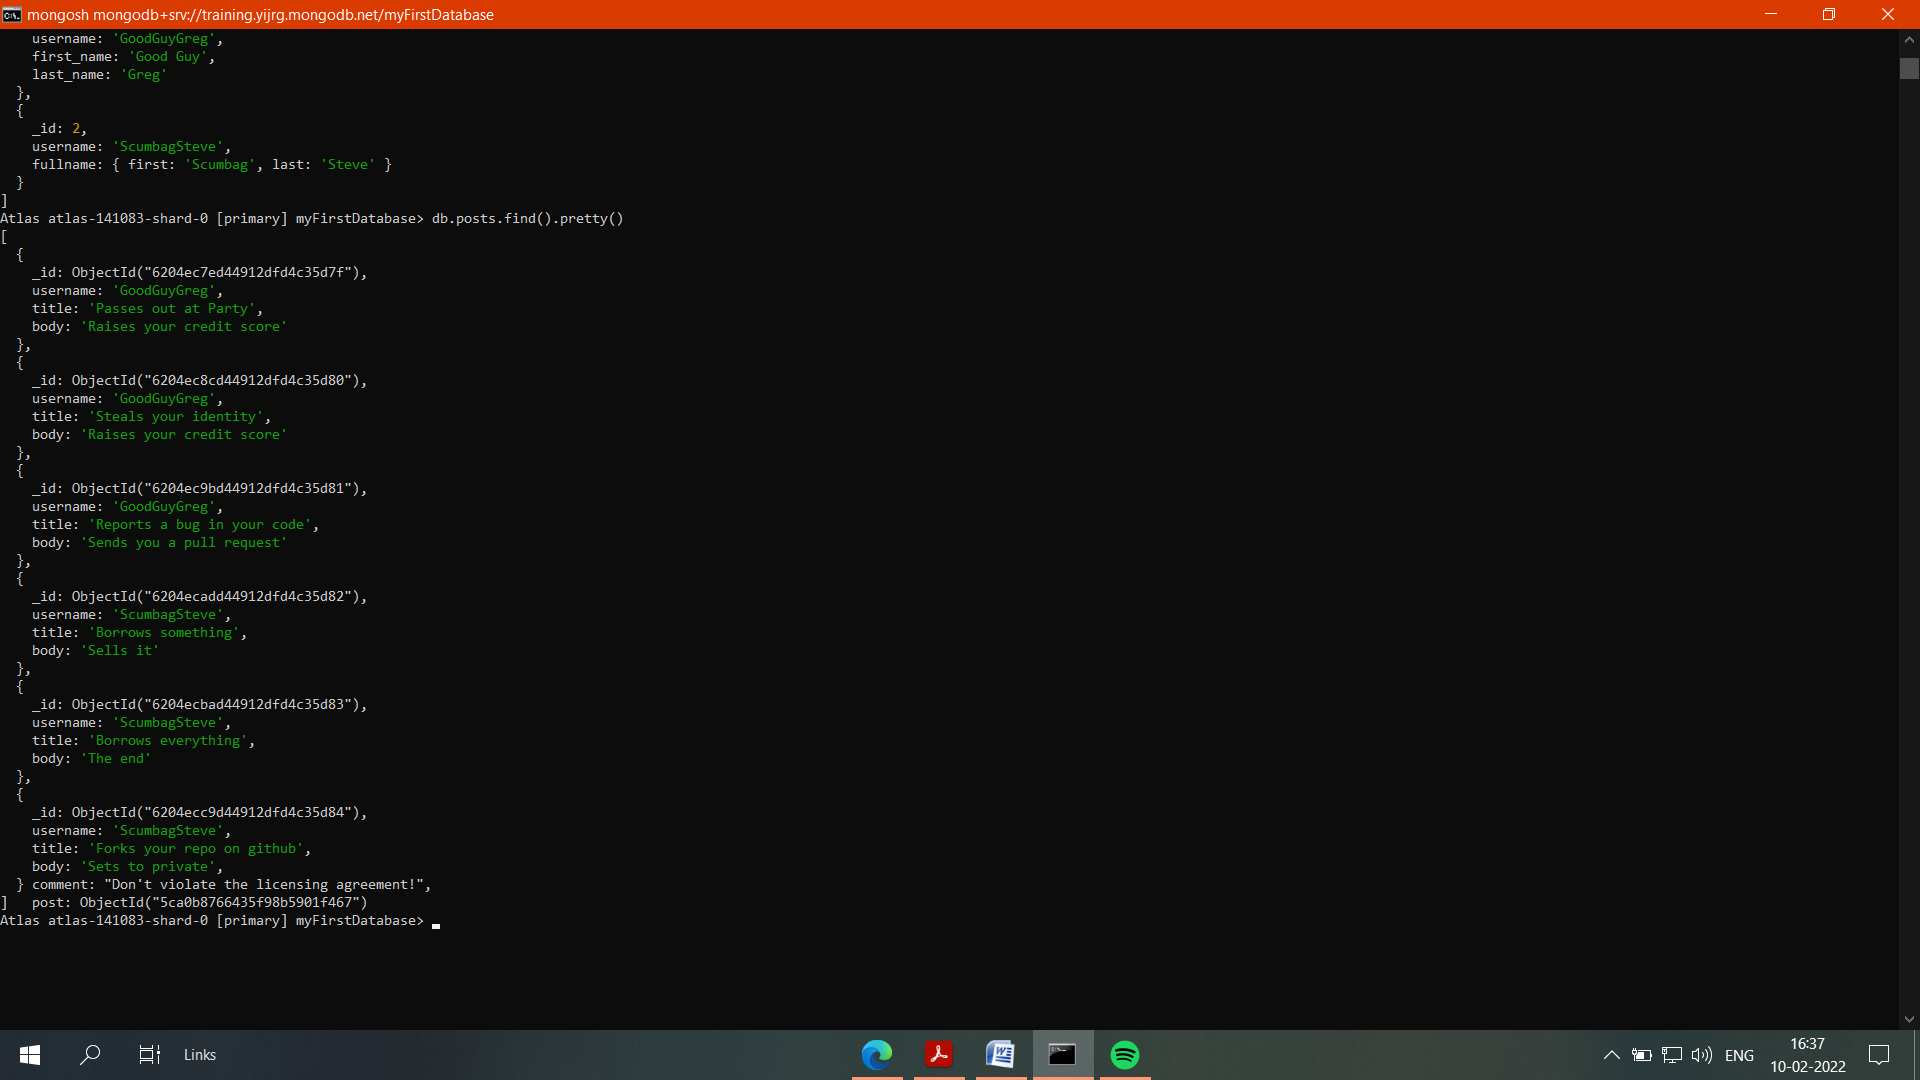 mongosh mongodb+srv://training.yijrg.mongodb.net/myFirstDatabase
    username: 'GoodGuyGreg',
    first_name: 'Good Guy',
    last_name: 'Greg'
  },
  {
    _id: 2,
    username: 'ScumbagSteve',
    fullname: { first: 'Scumbag', last: 'Steve' }
  }
]
Atlas atlas-141083-shard-0 [primary] myFirstDatabase> db.posts.find().pretty()
[
  {
    _id: ObjectId("6204ec7ed44912dfd4c35d7f"),
    username: 'GoodGuyGreg',
    title: 'Passes out at Party',
    body: 'Raises your credit score'
  },
  {
    _id: ObjectId("6204ec8cd44912dfd4c35d80"),
    username: 'GoodGuyGreg',
    title: 'Steals your identity',
    body: 'Raises your credit score'
  },
  {
    _id: ObjectId("6204ec9bd44912dfd4c35d81"),
    username: 'GoodGuyGreg',
    title: 'Reports a bug in your code',
    body: 'Sends you a pull request'
  },
  {
    _id: ObjectId("6204ecadd44912dfd4c35d82"),
    username: 'ScumbagSteve',
    title: 'Borrows something',
    body: 'Sells it'
  },
  {
    _id: ObjectId("6204ecbad44912dfd4c35d83"),
    username: 'ScumbagSteve',
    title: 'Borrows everything',
    body: 'The end'
  },
  {
    _id: ObjectId("6204ecc9d44912dfd4c35d84"),
    username: 'ScumbagSteve',
    title: 'Forks your repo on github',
    body: 'Sets to private',
  } comment: "Don't violate the licensing agreement!",
]   post: ObjectId("5ca0b8766435f98b5901f467")
Atlas atlas-141083-shard-0 [primary] myFirstDatabase>
Links
ENG
16:37
10-02-2022